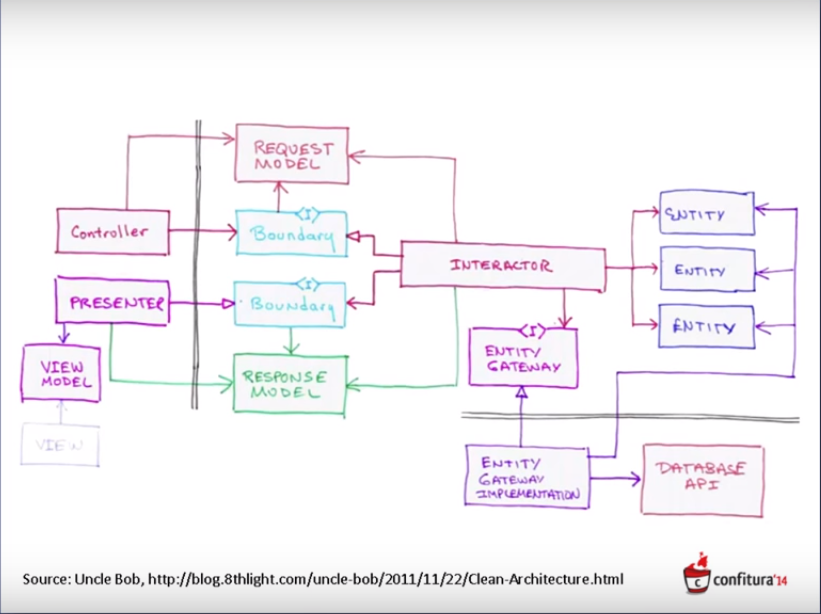 REQUEST
MODEL
<I>
Controller
Boundary
INTERACTOR
ENTITY
ENTITY
ENTITY
<I>
PRESENTER
Boundary
<I>
ENTITY
GATEWAY
VIEW
MODEL
RESPONSE
MODEL
VIEW
ENTITY
GATEWAY
IMPLEMENTATION
DATABASE
API
Source: Uncle Bob, http://blog.8thlight.com/uncle-bob/2011/11/22/Clean-Architecture.html
c confitura'14